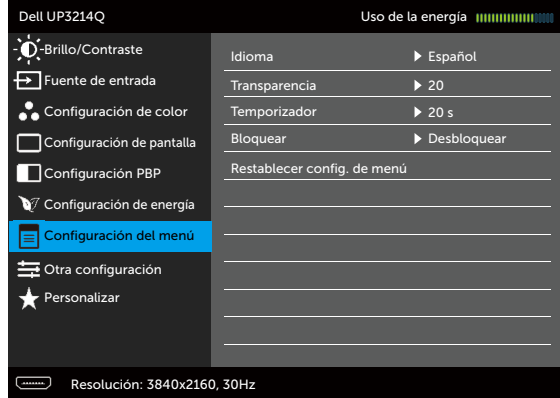 Dell UP3214Q
Uso de la energía
Brillo/Contraste
Fuente de entrada
Configuración de color
Configuración de pantalla
Configuración PBP
Configuración de energía
Configuración del menú
Otra configuración
Personalizar
Idioma Español
Transparencia 20
Temporizador 20 s
Bloquear Desbloquear
Restablecer config. de menú
Resolución: 3840x2160, 30Hz